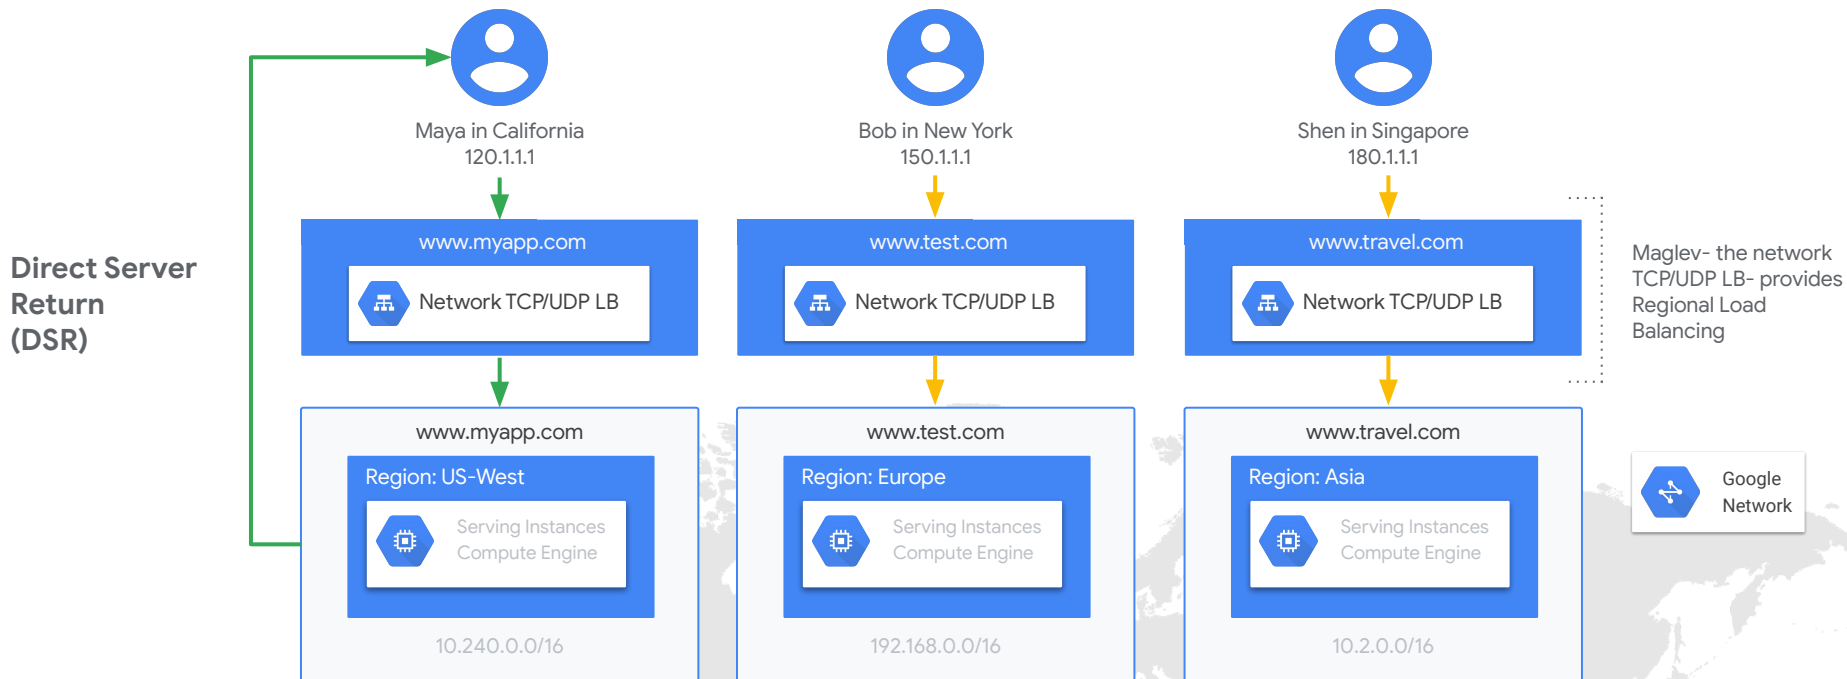 Maya in California
120.1.1.1
Bob in New York
150.1.1.1
Shen in Singapore
180.1.1.1
Direct Server
Return
(DSR)
www.myapp.com
Network TCP/UDP LB
www.test.com
Network TCP/UDP LB
www.travel.com
Network TCP/UDP LB
Maglev- the network
TCP/UDP LB- provides
Regional Load
Balancing
www.myapp.com
Region: US-West
Serving Instances
Compute Engine
10.240.0.0/16
www.test.com
Region: Europe
Serving Instances
Compute Engine
192.168.0.0/16
www.travel.com
Region: Asia
Serving Instances
Compute Engine
10.2.0.0/16
Google
Network